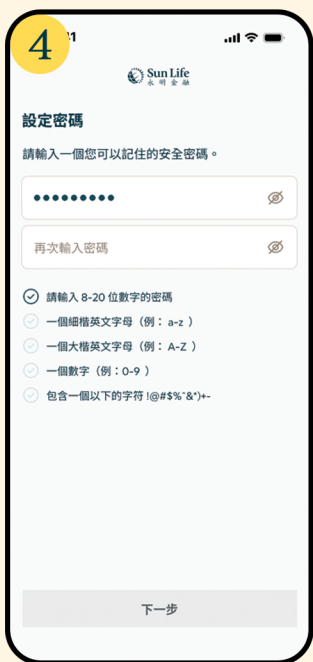 4
Sun Life
永明金融
設定密碼
請輸入一個您可以記住的安全密碼。
•••••••••
再次輸入密碼
請輸入 8-20 位數字的密碼
一個細楷英文字母（例： a-z ）
一個大楷英文字母（例： A-Z ）
一個數字（例：0-9 ）
包含一個以下的字符 !@#$%^&*)+-
下一步